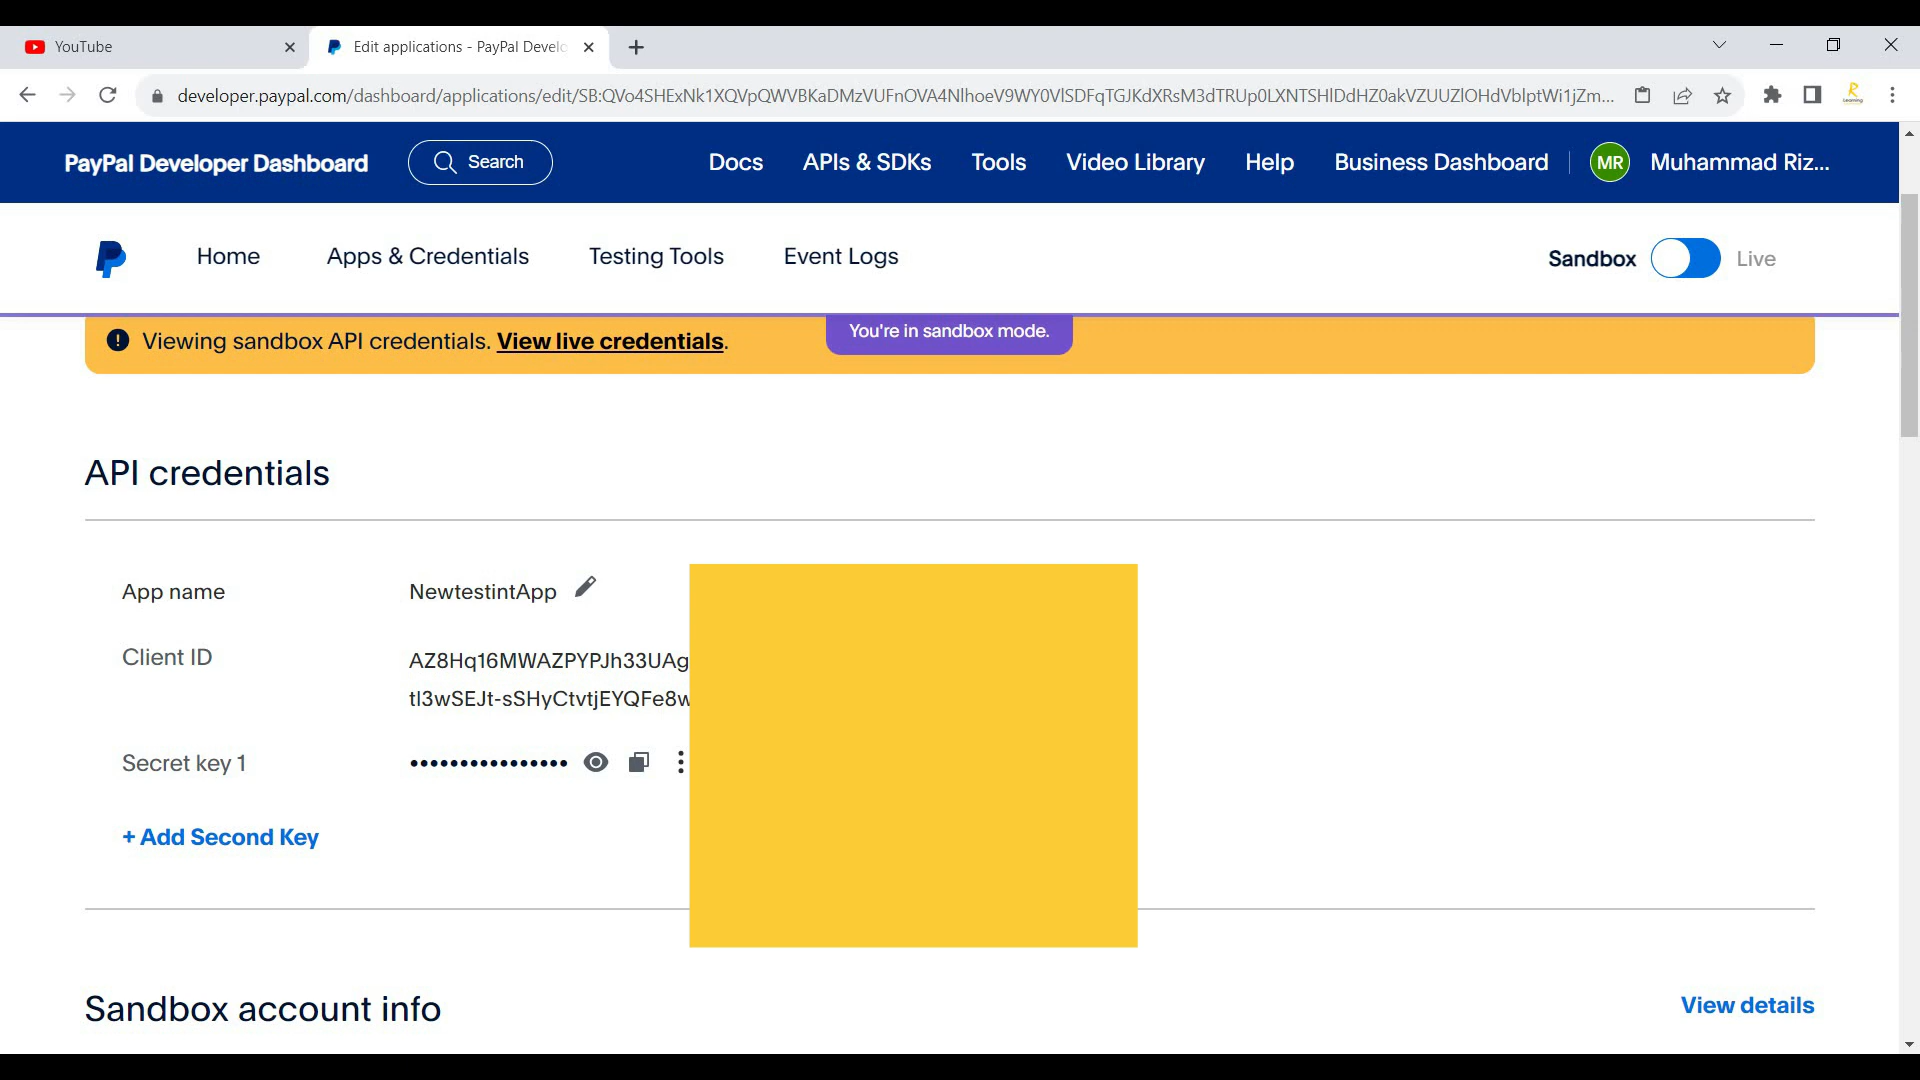 YouTube
Edit applications - PayPal Develo
developer.paypal.com/dashboard/applications/edit/SB:QVo4SHExNk1XQVpQWVBKaDMzVUFnOVA4NlhoeV9WY0VlSDFqTGJKdXRsM3dTRUp0LXNTSHlDdHZ0akVZUUZlOHdVblptWi1jZm...
PayPal Developer Dashboard
Search
Docs
APIs & SDKs
Tools
Video Library
Help
Business Dashboard
MR
Muhammad Riz...
Home
Apps & Credentials
Testing Tools
Event Logs
Sandbox
Live
Viewing sandbox API credentials. View live credentials.
You're in sandbox mode.
API credentials
App name
NewtestintApp
Client ID
AZ8Hq16MWAZPYPJh33UAg
tl3wSEJt-sSHyCtvtjEYQFe8w
Secret key 1
••••••••••••••••
+ Add Second Key
Sandbox account info
View details